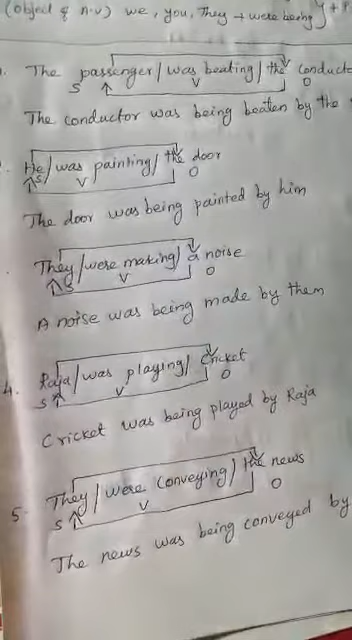 (object of a.v) we, you, They → were being
. The passenger / was beating / the conducto
S V O
The conductor was being beaten by the
. He / was painting / the door
S V O
The door was being painted by him
. They / were making / a noise
S V O
A noise was being made by them
4. Raja / was playing / Cricket
S V O
Cricket was being played by Raja
5. They / were conveying / the news
S V O
The news was being conveyed by